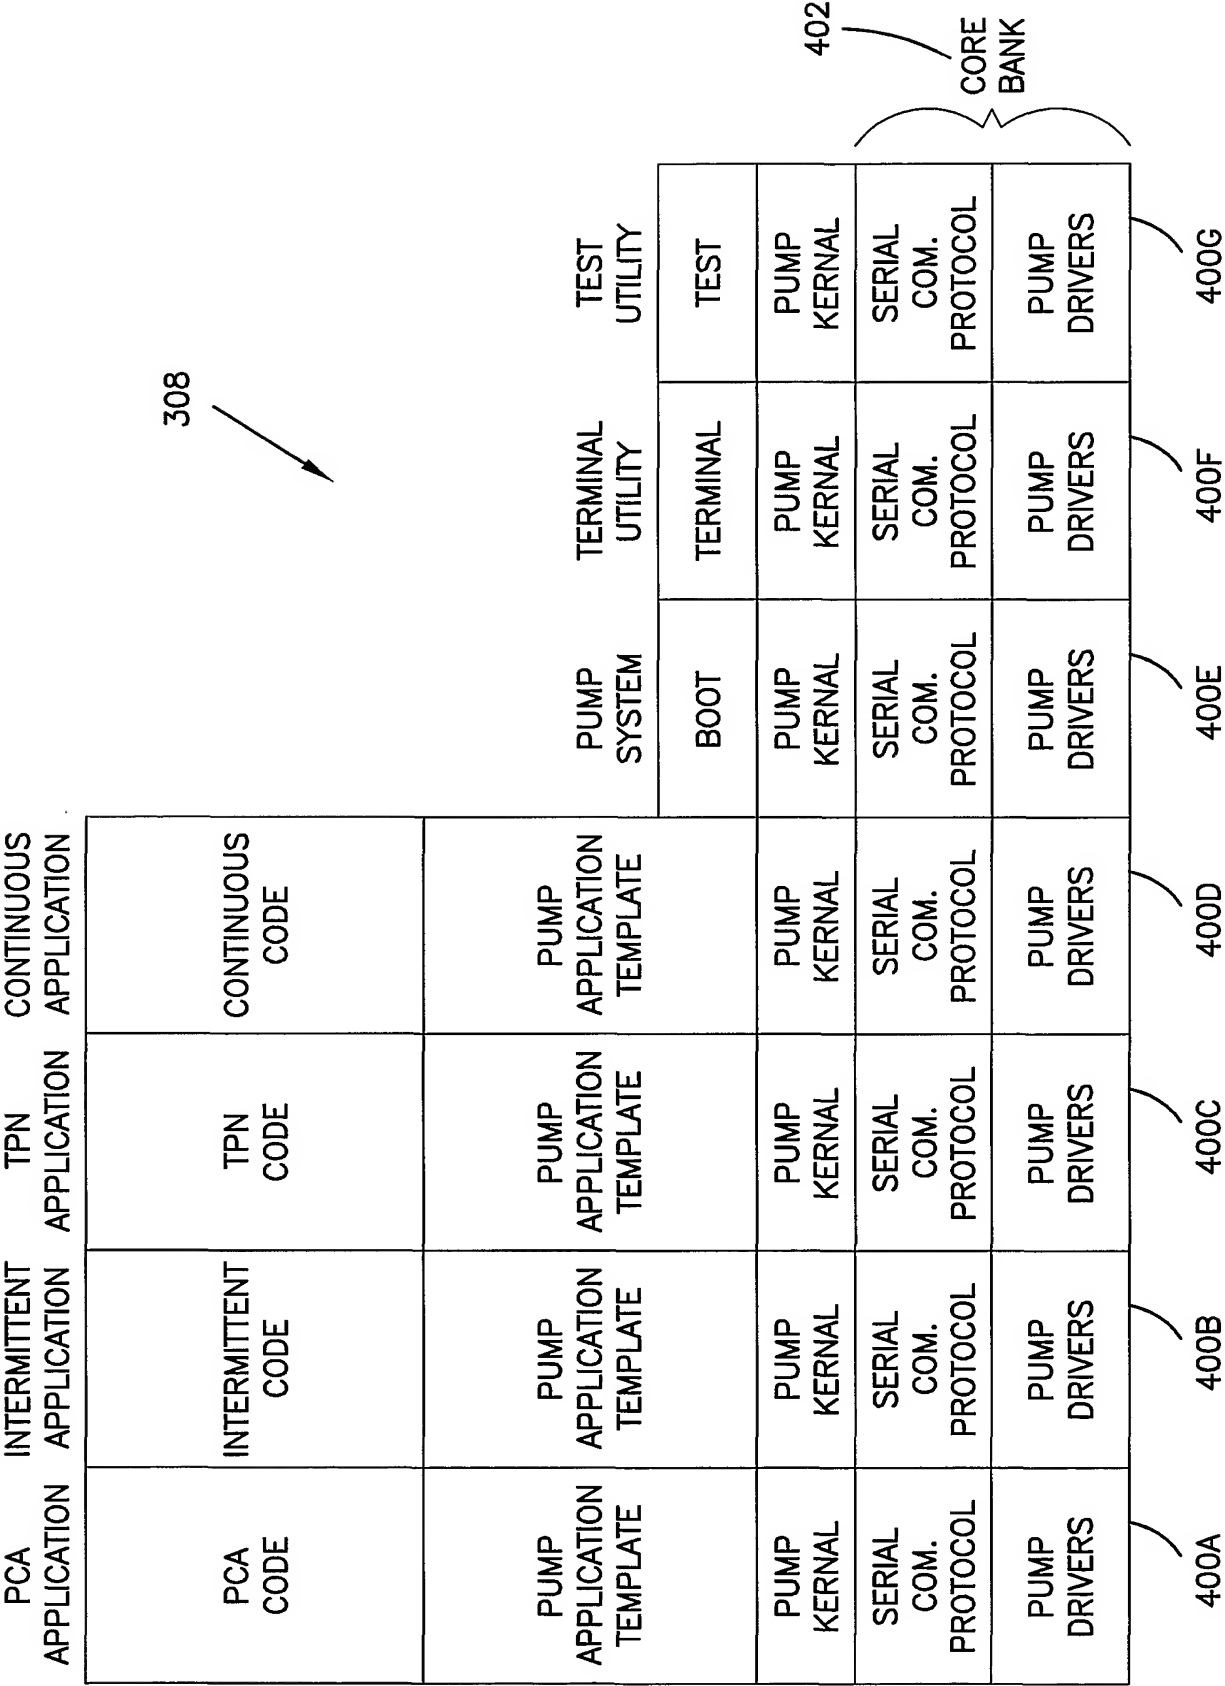 308
PCA
APPLICATION
INTERMITTENT
APPLICATION
TPN
APPLICATION
CONTINUOUS
APPLICATION
PCA
CODE
INTERMITTENT
CODE
TPN
CODE
CONTINUOUS
CODE
PUMP
SYSTEM
TERMINAL
UTILITY
TEST
UTILITY
PUMP
APPLICATION
TEMPLATE
PUMP
APPLICATION
TEMPLATE
PUMP
APPLICATION
TEMPLATE
PUMP
APPLICATION
TEMPLATE
BOOT
TERMINAL
TEST
PUMP
KERNAL
PUMP
KERNAL
PUMP
KERNAL
PUMP
KERNAL
PUMP
KERNAL
PUMP
KERNAL
PUMP
KERNAL
402
SERIAL
COM.
PROTOCOL
SERIAL
COM.
PROTOCOL
SERIAL
COM.
PROTOCOL
SERIAL
COM.
PROTOCOL
SERIAL
COM.
PROTOCOL
SERIAL
COM.
PROTOCOL
SERIAL
COM.
PROTOCOL
CORE
BANK
PUMP
DRIVERS
PUMP
DRIVERS
PUMP
DRIVERS
PUMP
DRIVERS
PUMP
DRIVERS
PUMP
DRIVERS
PUMP
DRIVERS
400A
400B
400C
400D
400E
400F
400G